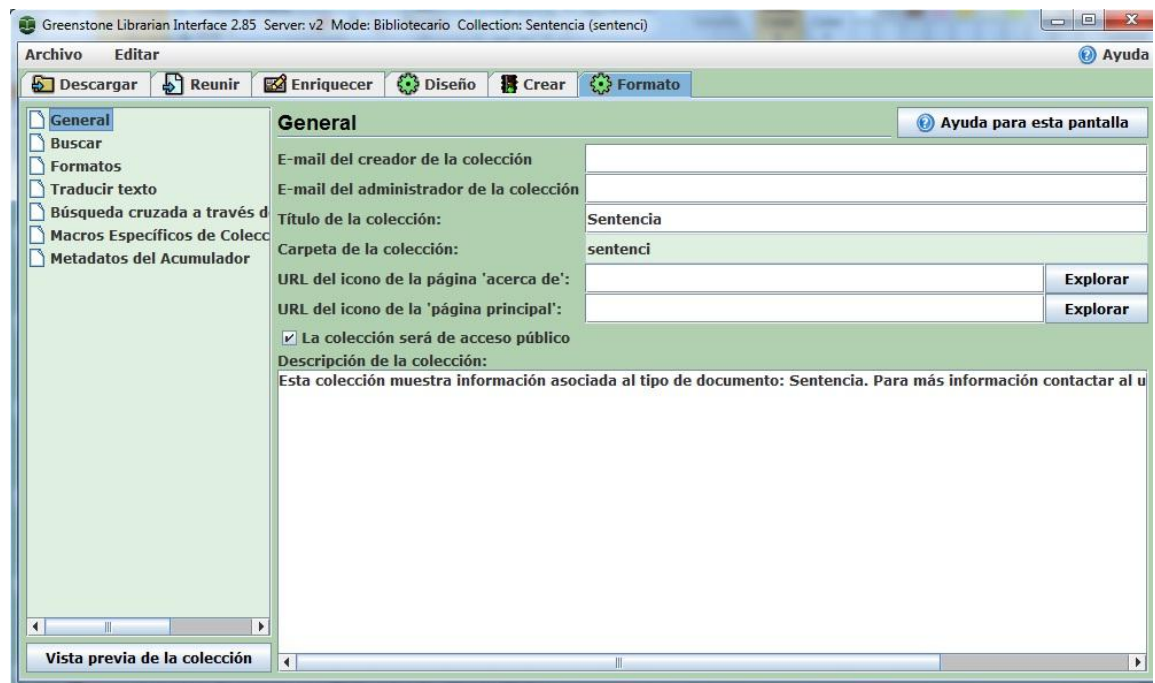 Greenstone Librarian Interface 2.85 Server: v2 Mode: Bibliotecario Collection: Sentencia (sentenci)
Archivo Editar Ayuda
Descargar Reunir Enriquecer Diseño Crear Formato
General
Buscar
Formatos
Traducir texto
Búsqueda cruzada a través d
Macros Específicos de Colecc
Metadatos del Acumulador
Vista previa de la colección
General Ayuda para esta pantalla
E-mail del creador de la colección
E-mail del administrador de la colección
Título de la colección: Sentencia
Carpeta de la colección: sentenci
URL del icono de la página 'acerca de': Explorar
URL del icono de la 'página principal': Explorar
La colección será de acceso público
Descripción de la colección:
Esta colección muestra información asociada al tipo de documento: Sentencia. Para más información contactar al u